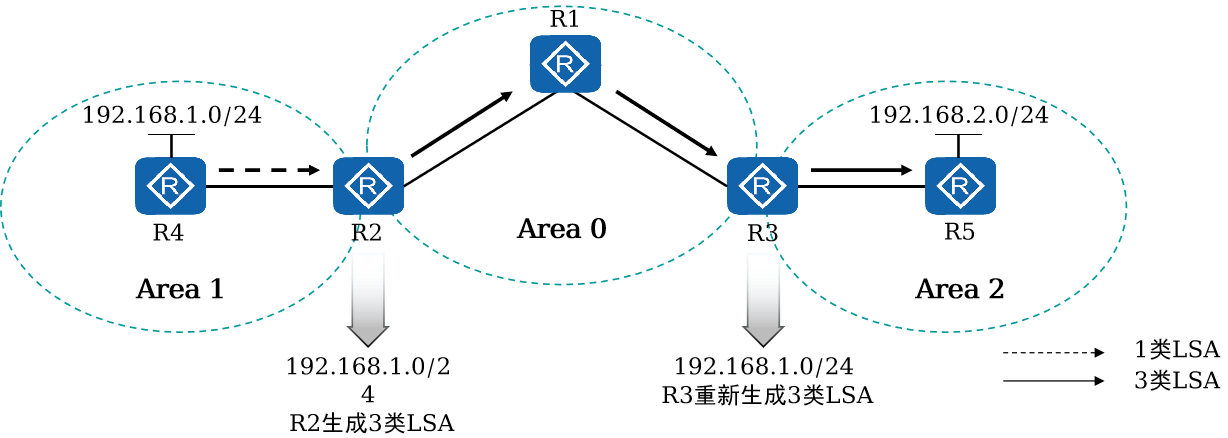 R1
192.168.1.0/24
192.168.2.0/24
R
R
R
R
R
R4
R2
Area 0
R3
R5
Area 1
Area 2
192.168.1.0/2
4
R2生成3类LSA
192.168.1.0/24
R3重新生成3类LSA
1类LSA
3类LSA